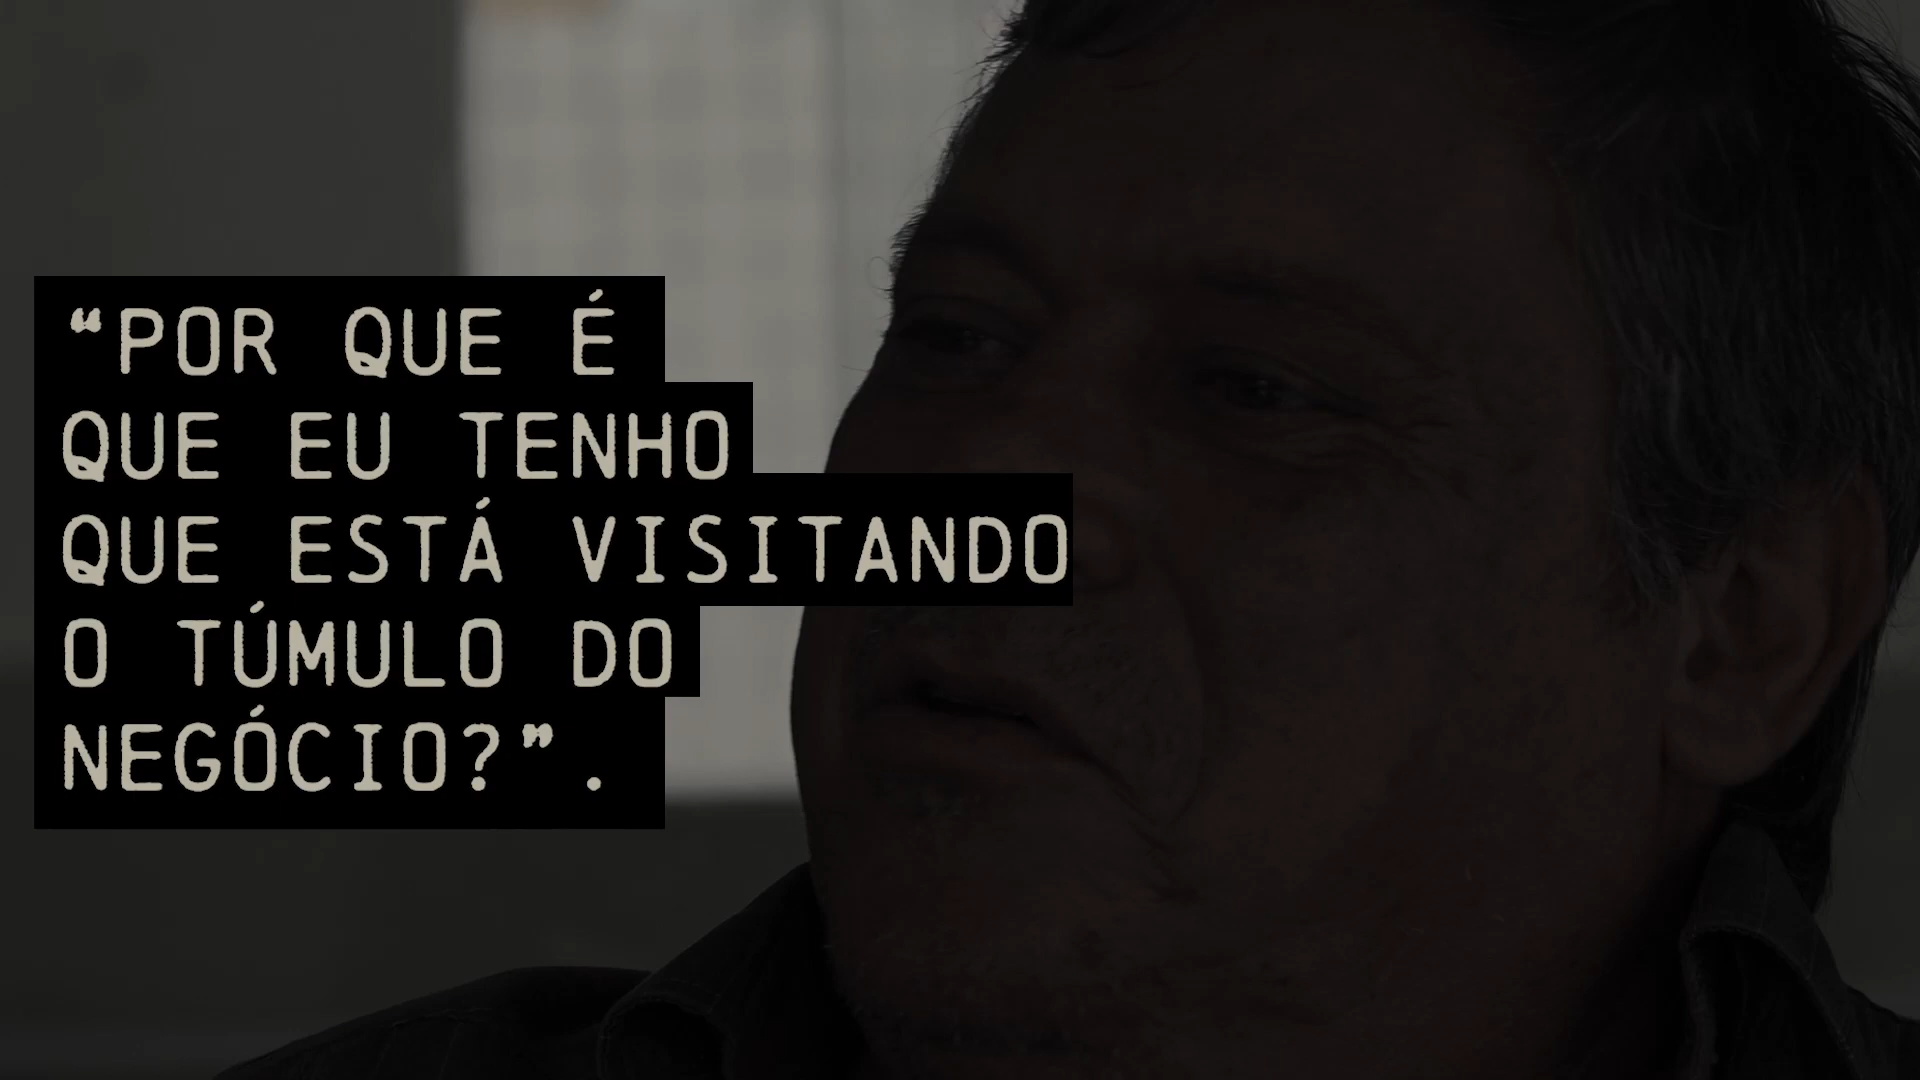 “POR QUE É
QUE EU TENHO
QUE ESTÁ VISITANDO
O TÚMULO DO
NEGÓCIO?”.